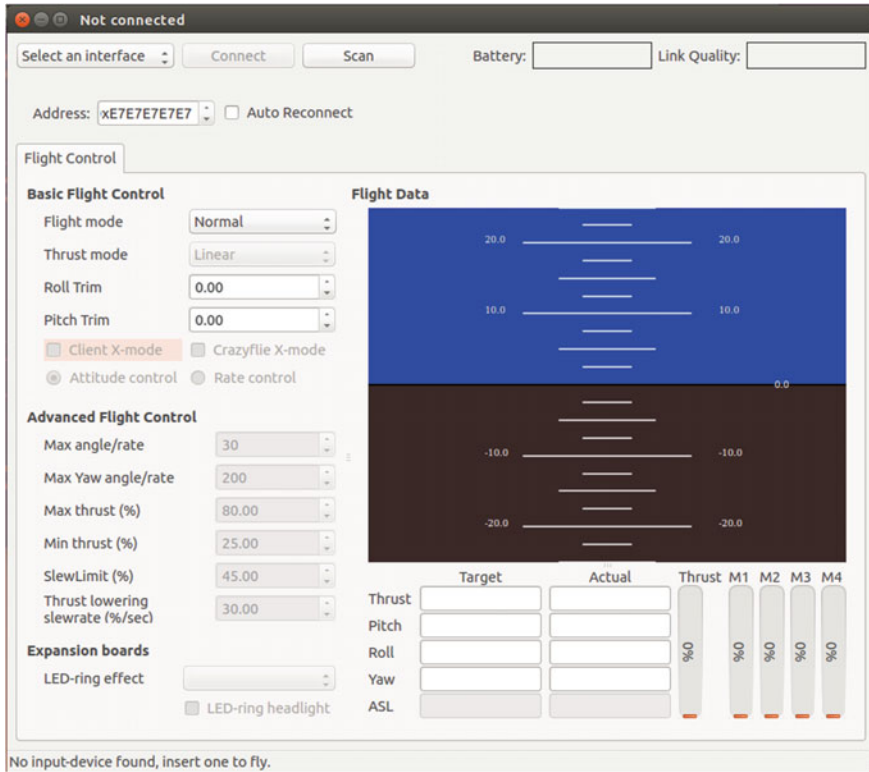 Not connected
Select an interface Connect Scan Battery: Link Quality:
Address: xE7E7E7E7E7 Auto Reconnect
Flight Control
Basic Flight Control
Flight mode Normal
Thrust mode Linear
Roll Trim 0.00
Pitch Trim 0.00
Client X-mode Crazyflie X-mode
Attitude control Rate control
Advanced Flight Control
Max angle/rate 30
Max Yaw angle/rate 200
Max thrust (%) 80.00
Min thrust (%) 25.00
SlewLimit (%) 45.00
Thrust lowering
slewrate (%/sec) 30.00
Expansion boards
LED-ring effect
LED-ring headlight
Flight Data
20.0 20.0
10.0 10.0
0.0
-10.0 -10.0
-20.0 -20.0
Target Actual Thrust M1 M2 M3 M4
Thrust
Pitch
Roll 0% 0% 0% 0% 0%
Yaw
ASL
No input-device found, insert one to fly.